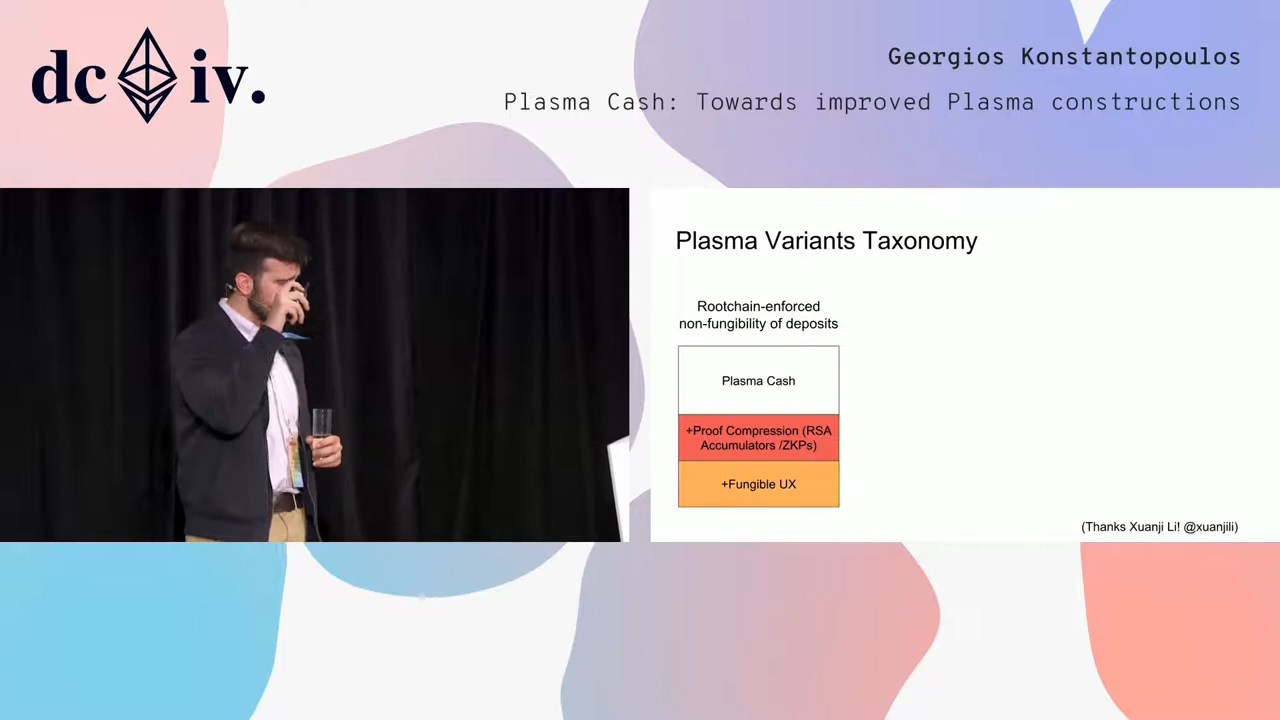 dc iv.
Georgios Konstantopoulos
Plasma Cash: Towards improved Plasma constructions
Plasma Variants Taxonomy
Rootchain-enforced
non-fungibility of deposits
Plasma Cash
+Proof Compression (RSA
Accumulators /ZKPs)
+Fungible UX
(Thanks Xuanji Li! @xuanjili)